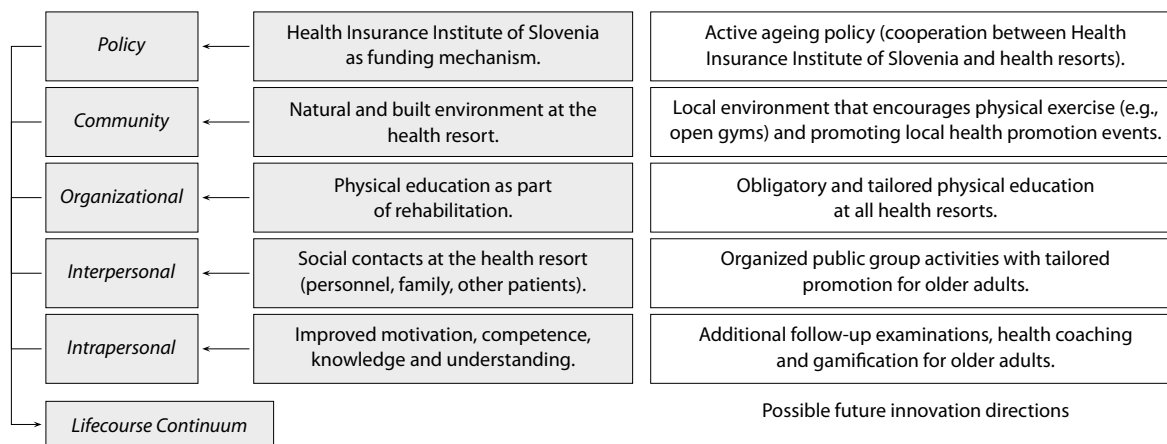 Policy
Health Insurance Institute of Slovenia
as funding mechanism.
Active ageing policy (cooperation between Health
Insurance Institute of Slovenia and health resorts).
Community
Natural and built environment at the
health resort.
Local environment that encourages physical exercise (e.g.,
open gyms) and promoting local health promotion events.
Organizational
Physical education as part
of rehabilitation.
Obligatory and tailored physical education
at all health resorts.
Interpersonal
Social contacts at the health resort
(personnel, family, other patients).
Organized public group activities with tailored
promotion for older adults.
Intrapersonal
Improved motivation, competence,
knowledge and understanding.
Additional follow-up examinations, health coaching
and gamification for older adults.
Lifecourse Continuum
Possible future innovation directions